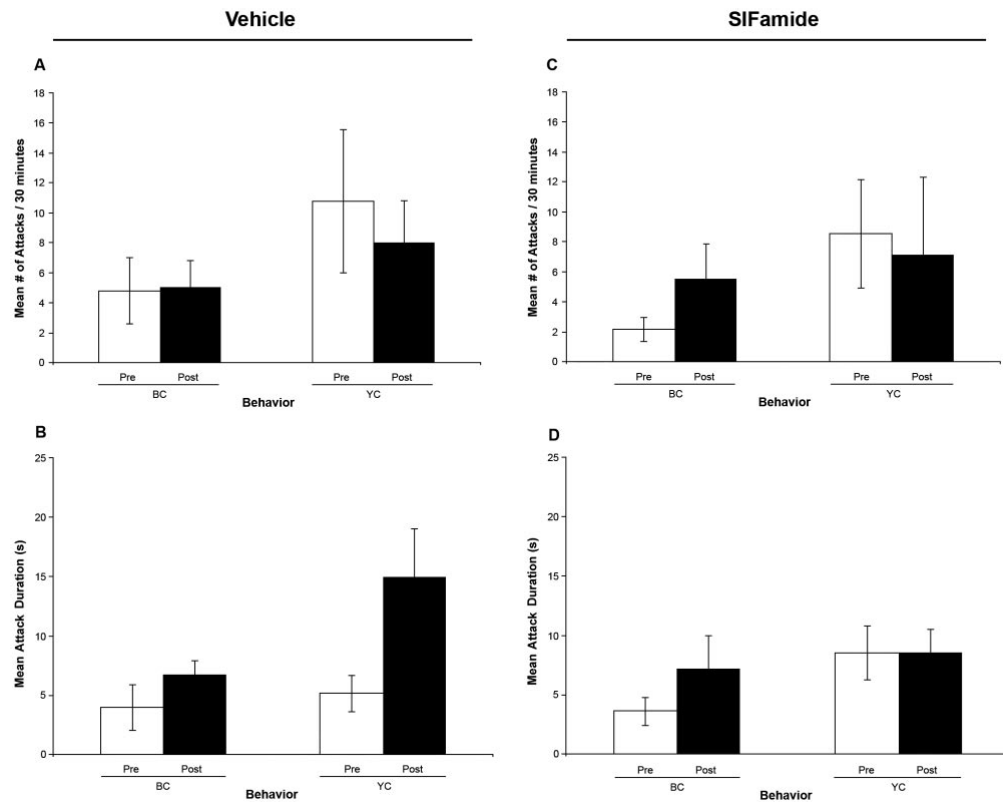 Vehicle
SIFamide
A
18
16
14
12
10
8
6
4
2
0
Mean # of Attacks / 30 minutes
Pre
Post
Pre
Post
BC
YC
Behavior
C
18
16
14
12
10
8
6
4
2
0
Mean # of Attacks / 30 minutes
Pre
Post
Pre
Post
BC
YC
Behavior
B
25
20
15
10
5
0
Mean Attack Duration (s)
Pre
Post
Pre
Post
BC
YC
Behavior
D
25
20
15
10
5
0
Mean Attack Duration (s)
Pre
Post
Pre
Post
BC
YC
Behavior